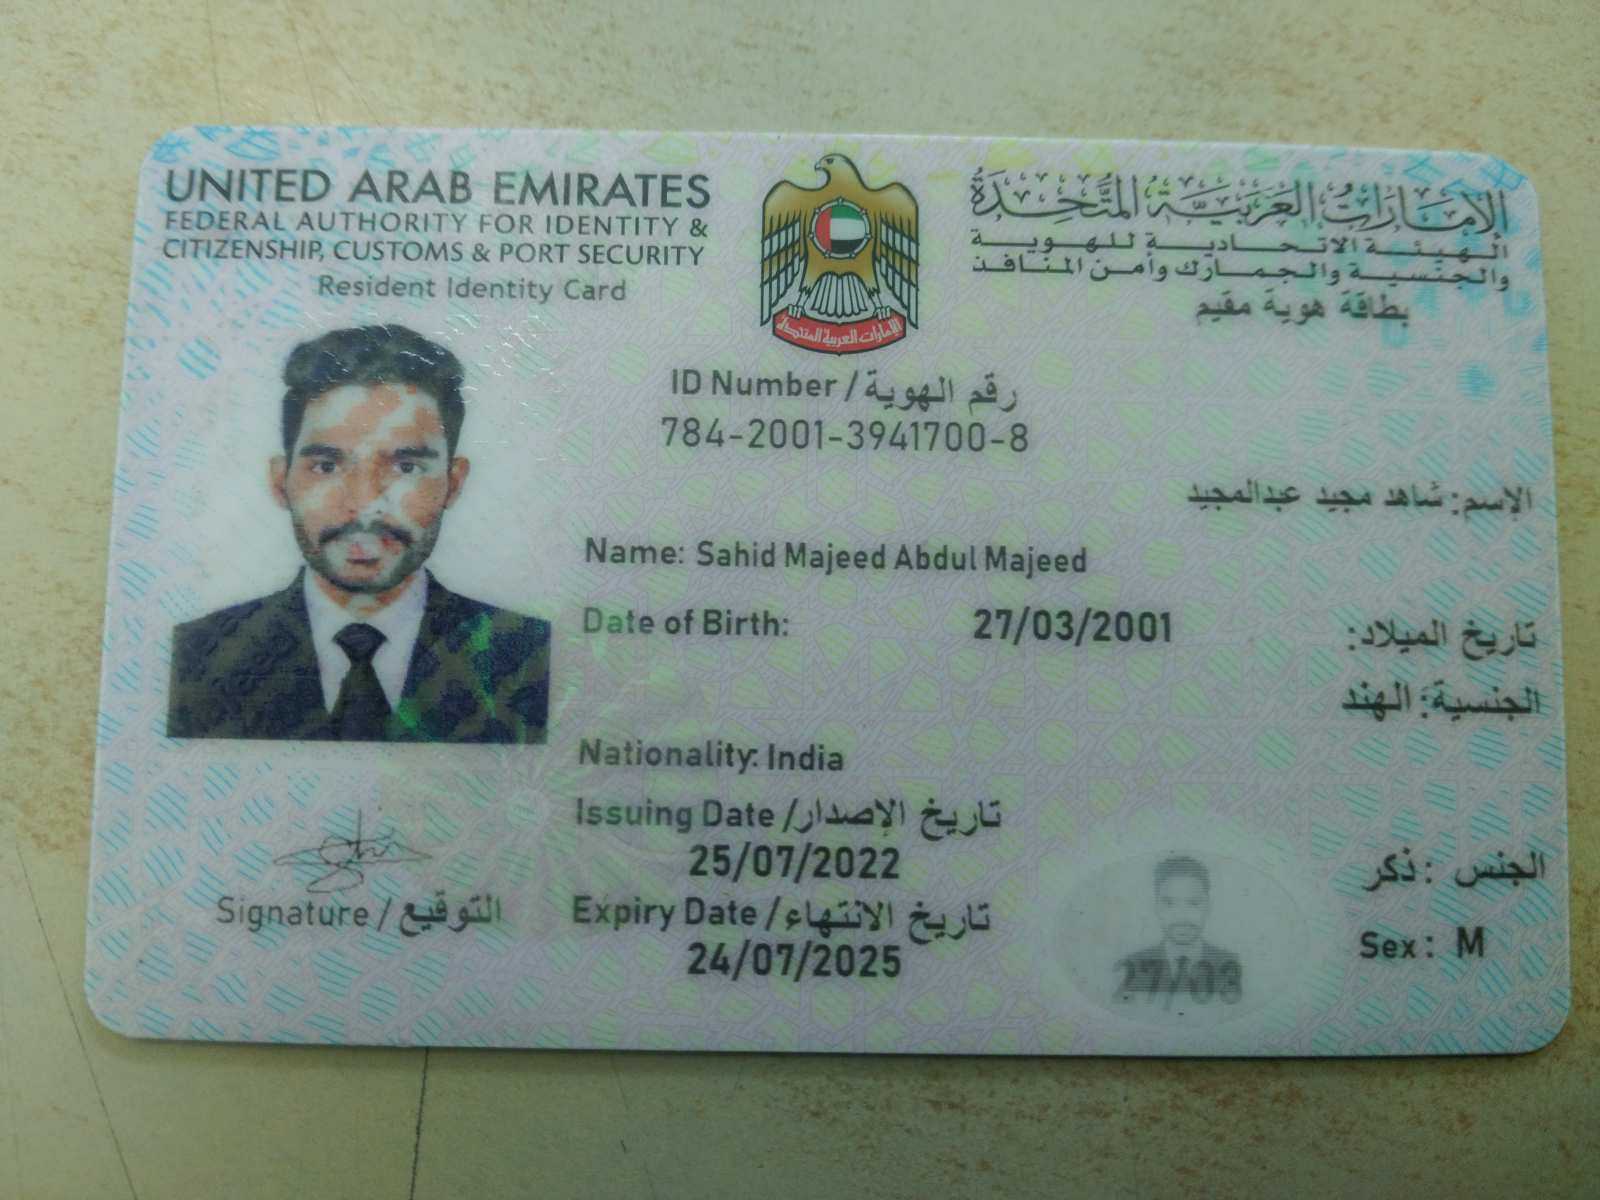 UNITED ARAB EMIRATES
FEDERAL AUTHORITY FOR IDENTITY &
CITIZENSHIP, CUSTOMS & PORT SECURITY
Resident Identity Card
الإمارات العربية المتحدة
الهيئة الاتحادية للهوية
والجنسية والجمارك وأمن المنافذ
بطاقة هوية مقيم
الإمارات العربية المتحدة
ID Number / رقم الهوية
784-2001-3941700-8
الإسم: شاهد مجيد عبدالمجيد
Name: Sahid Majeed Abdul Majeed
Date of Birth: 27/03/2001 تاريخ الميلاد:
الجنسية: الهند
Nationality: India
Issuing Date / تاريخ الإصدار
25/07/2022
Expiry Date / تاريخ الانتهاء
24/07/2025
الجنس : ذكر
Sex : M
27/03
Signature / التوقيع